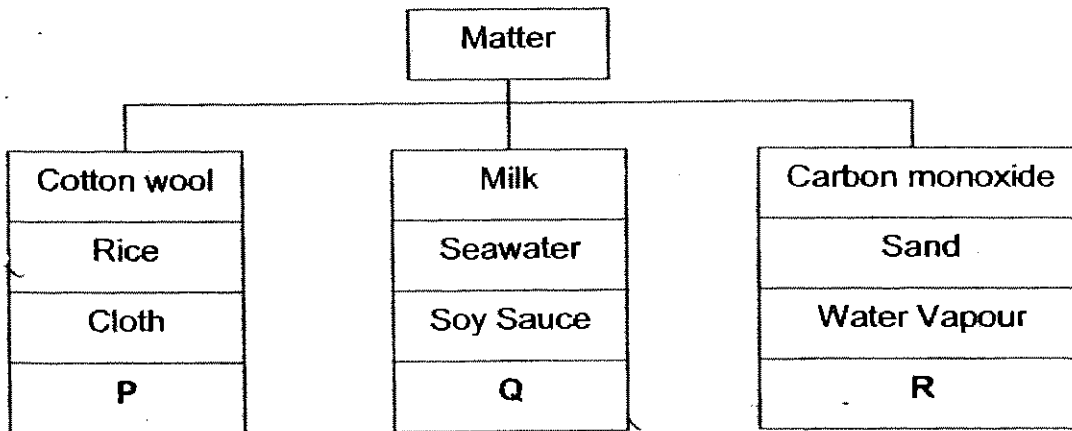 Matter
Cotton wool
Milk
Carbon monoxide
Rice
Seawater
Sand
Cloth
Soy Sauce
Water Vapour
P
Q
R